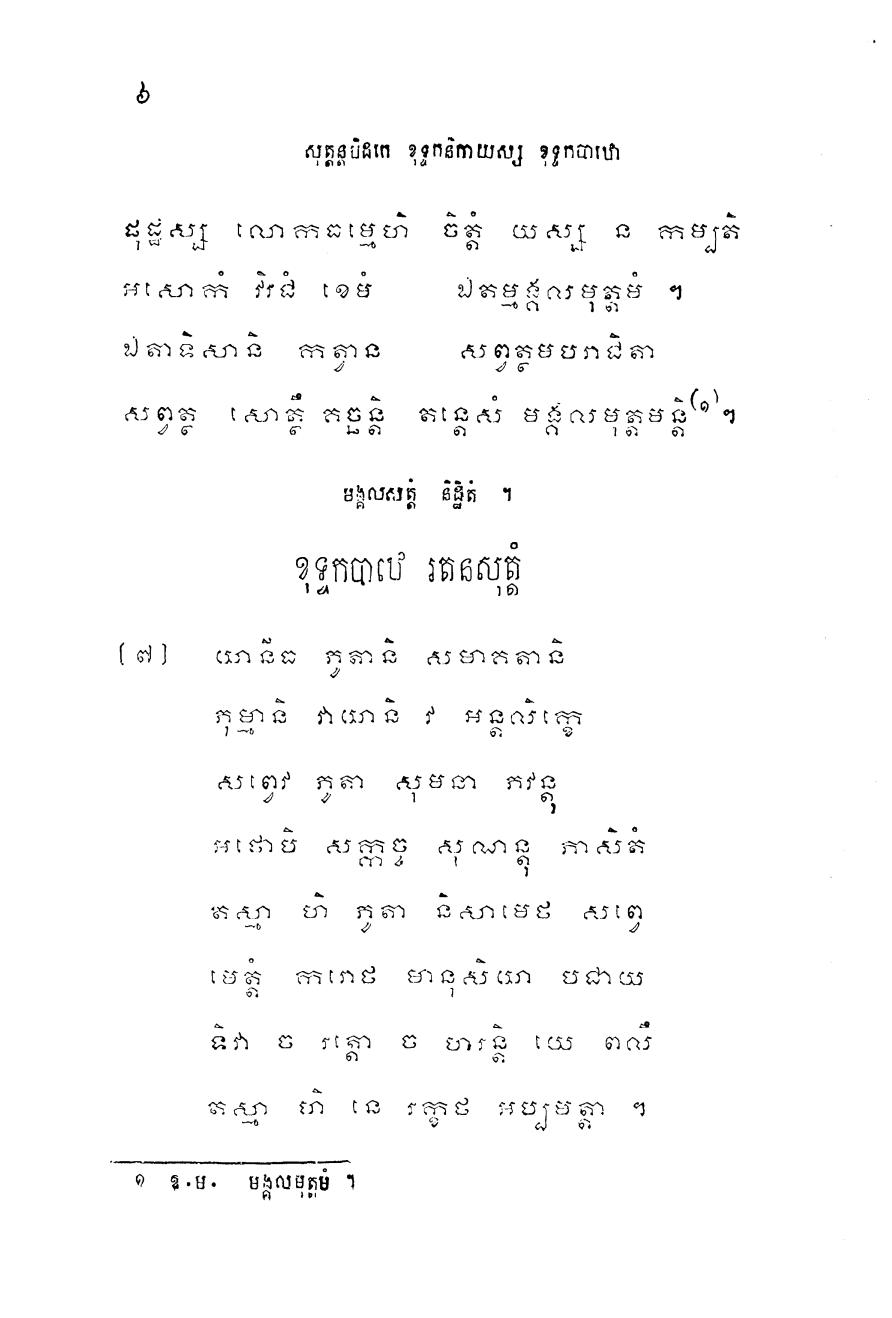 ៦
សុត្តន្តបិដកេ ខុទ្ទកនិកាយស្ស ខុទ្ទកបាឋោ
ផុដ្ឋស្ស លោកធម្មេហិ ចិត្តំ យស្ស ន កម្បតិ
អសោកំ វិរជំ ខេមំ ឯតម្មង្គលមុត្តមំ ។
ឯតាទិសានិ កត្វាន សព្វត្ថមបរាជិតា
សព្វត្ថ សោត្ថឹ គច្ឆន្តិ តន្តេសំ មង្គលមុត្តមន្តិ(១)។
មង្គលសុត្តំ និដ្ឋិតំ ។
ខុទ្ទកបាឋេ រតនសុត្តំ
(៧) យានីធ ភូតានិ សមាគតានិ
ភុម្មានិ វា យានិ វ អន្តលិក្ខេ
សព្វេវ ភូតា សុមនា ភវន្តុ
អថោបិ សក្កច្ច សុណន្តុ ភាសិតំ
តស្មា ហិ ភូតា និសាមេថ សព្វេ
មេត្តំ ករោថ មានុសិយា បជាយ
ទិវា ច រត្តោ ច ហរន្តិ យេ ពលឹ
តស្មា ហិ នេ រក្ខថ អប្បមត្តា ។
១ ឱ.ម. មង្គលមុត្តមំ ។